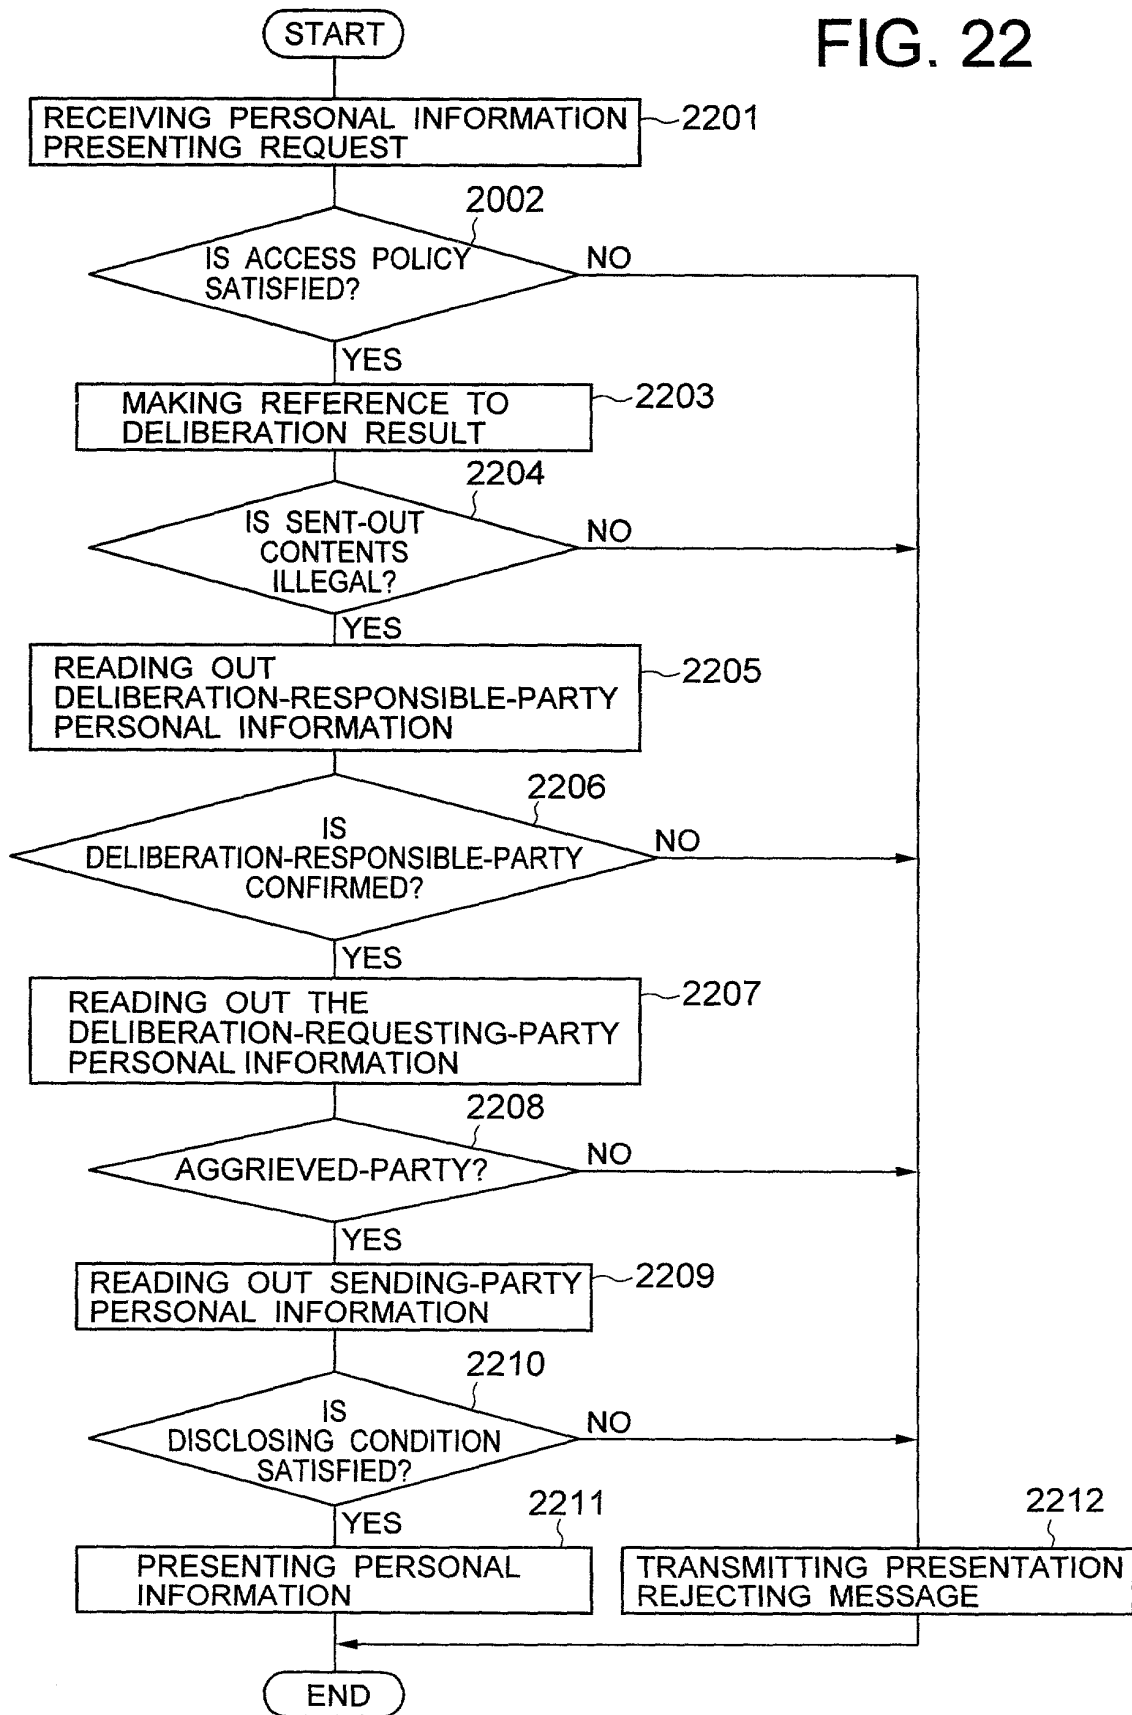 START
FIG. 22
RECEIVING PERSONAL INFORMATION
PRESENTING REQUEST
2201
2002
IS ACCESS POLICY
SATISFIED?
NO
YES
MAKING REFERENCE TO
DELIBERATION RESULT
2203
2204
IS SENT-OUT
CONTENTS
ILLEGAL?
NO
YES
READING OUT
DELIBERATION-RESPONSIBLE-PARTY
PERSONAL INFORMATION
2205
2206
IS
DELIBERATION-RESPONSIBLE-PARTY
CONFIRMED?
NO
YES
READING OUT THE
DELIBERATION-REQUESTING-PARTY
PERSONAL INFORMATION
2207
2208
AGGRIEVED-PARTY?
NO
YES
READING OUT SENDING-PARTY
PERSONAL INFORMATION
2209
2210
IS
DISCLOSING CONDITION
SATISFIED?
NO
YES
2211
PRESENTING PERSONAL
INFORMATION
2212
TRANSMITTING PRESENTATION
REJECTING MESSAGE
END